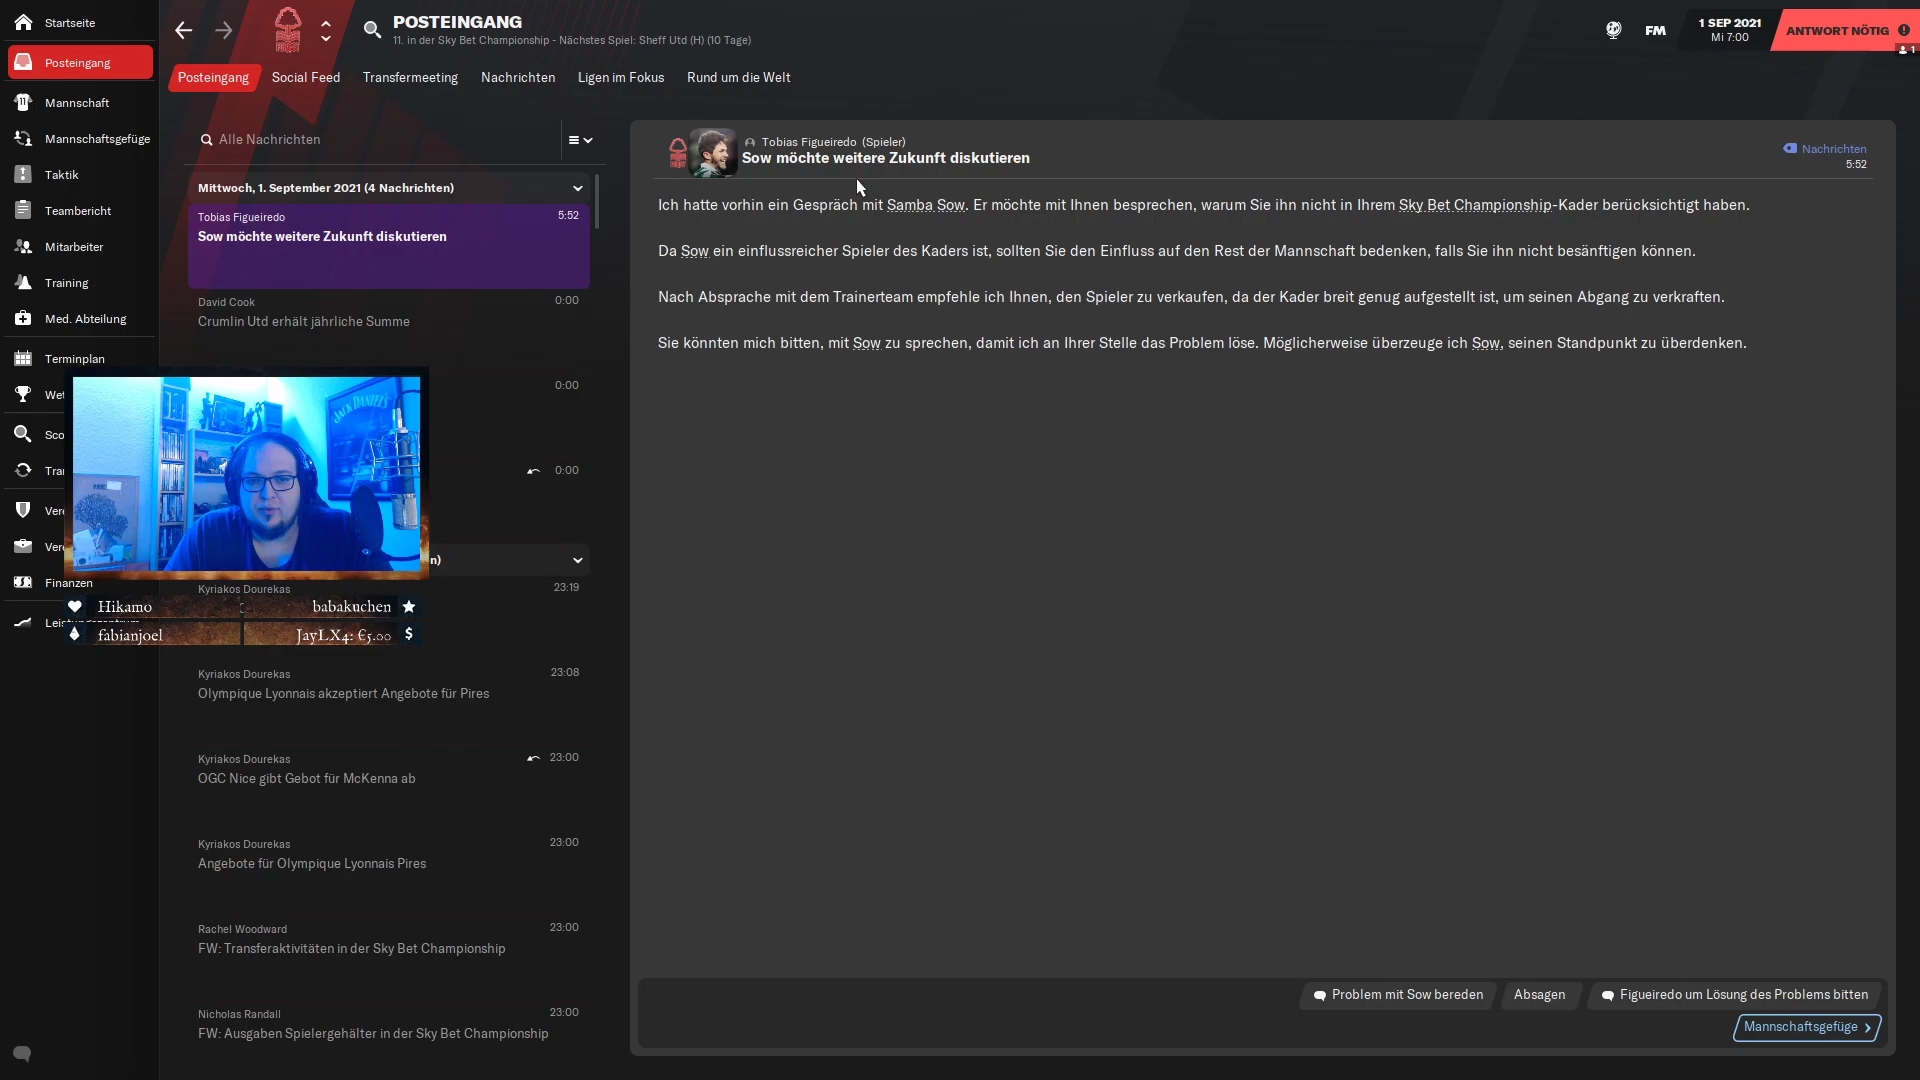 Startseite
Posteingang
Mannschaft
Mannschaftsgefüge
Taktik
Teambericht
Mitarbeiter
Training
Med. Abteilung
Terminplan
Finanzen
POSTEINGANG
11. in der Sky Bet Championship - Nächstes Spiel: Sheff Utd (H) (10 Tage)
FM
1 SEP 2021
Mi 7:00
ANTWORT NÖTIG
1
Posteingang Social Feed Transfermeeting Nachrichten Ligen im Fokus Rund um die Welt
Alle Nachrichten
Mittwoch, 1. September 2021 (4 Nachrichten)
Tobias Figueiredo 5:52
Sow möchte weitere Zukunft diskutieren
David Cook 0:00
Crumlin Utd erhält jährliche Summe
0:00
0:00
JACK DANIEL'S
Kyriakos Dourekas 23:19
Hikamo babakuchen
fabianjoel JayLX4: €5.00 $
Kyriakos Dourekas 23:08
Olympique Lyonnais akzeptiert Angebote für Pires
Kyriakos Dourekas 23:00
OGC Nice gibt Gebot für McKenna ab
Kyriakos Dourekas 23:00
Angebote für Olympique Lyonnais Pires
Rachel Woodward 23:00
FW: Transferaktivitäten in der Sky Bet Championship
Nicholas Randall 23:00
FW: Ausgaben Spielergehälter in der Sky Bet Championship
Tobias Figueiredo (Spieler)
Sow möchte weitere Zukunft diskutieren
Nachrichten
5:52
Ich hatte vorhin ein Gespräch mit Samba Sow. Er möchte mit Ihnen besprechen, warum Sie ihn nicht in Ihrem Sky Bet Championship-Kader berücksichtigt haben.
Da Sow ein einflussreicher Spieler des Kaders ist, sollten Sie den Einfluss auf den Rest der Mannschaft bedenken, falls Sie ihn nicht besänftigen können.
Nach Absprache mit dem Trainerteam empfehle ich Ihnen, den Spieler zu verkaufen, da der Kader breit genug aufgestellt ist, um seinen Abgang zu verkraften.
Sie könnten mich bitten, mit Sow zu sprechen, damit ich an Ihrer Stelle das Problem löse. Möglicherweise überzeuge ich Sow, seinen Standpunkt zu überdenken.
Problem mit Sow bereden Absagen Figueiredo um Lösung des Problems bitten
Mannschaftsgefüge